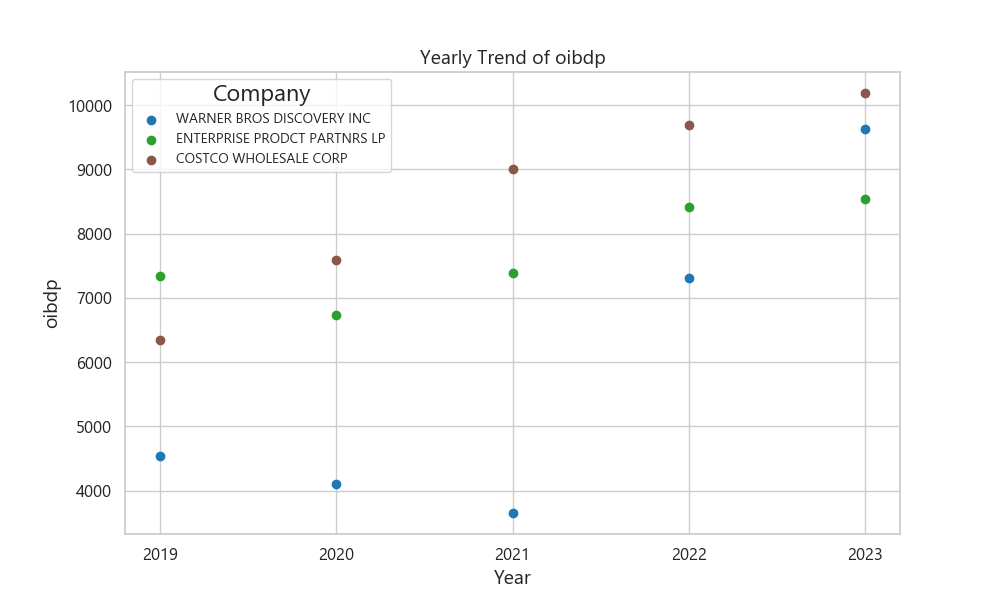 Yearly Trend of oibdp
Company
WARNER BROS DISCOVERY INC
ENTERPRISE PRODCT PARTNRS LP
COSTCO WHOLESALE CORP
10000
9000
8000
7000
6000
5000
4000
oibdp
2019 2020 2021 2022 2023
Year